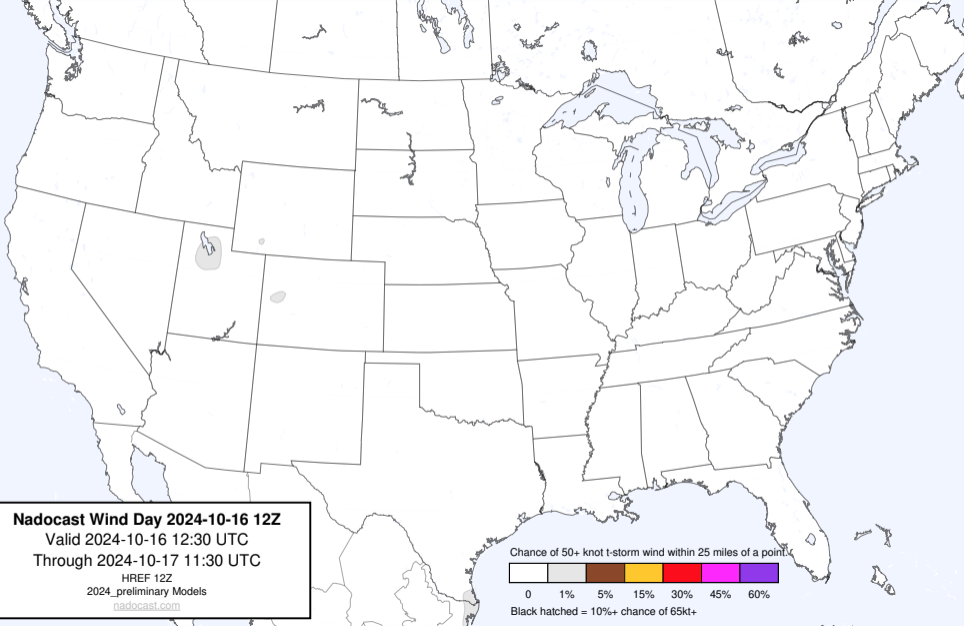 Nadocast Wind Day 2024-10-16 12Z
Valid 2024-10-16 12:30 UTC
Through 2024-10-17 11:30 UTC
HREF 12Z
2024_preliminary Models
nadocast.com
Chance of 50+ knot t-storm wind within 25 miles of a point.
0 1% 5% 15% 30% 45% 60%
Black hatched = 10%+ chance of 65kt+